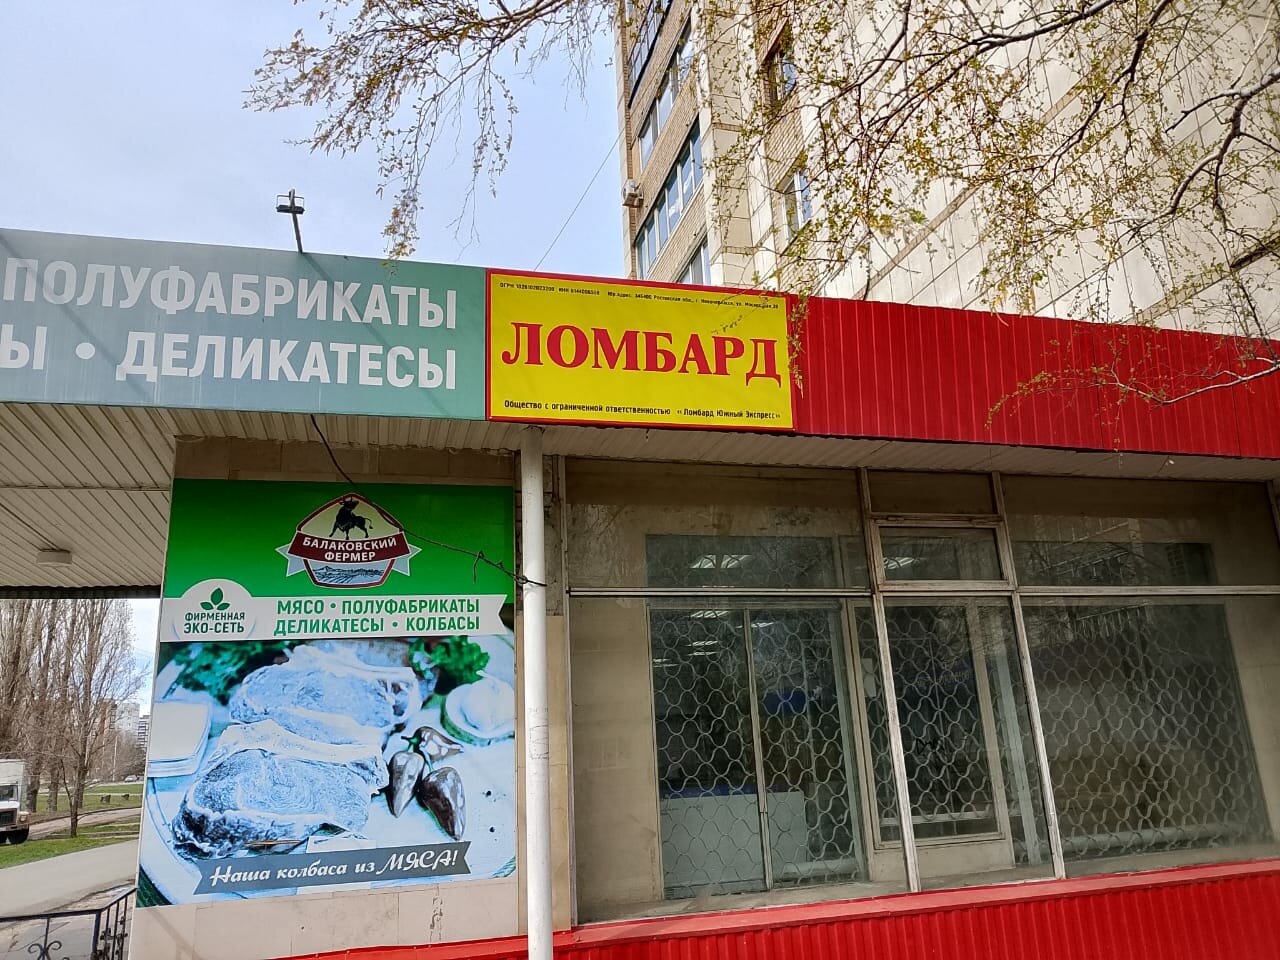 ПОЛУФАБРИКАТЫ
Ы • ДЕЛИКАТЕСЫ
ЛОМБАРД
Общество с ограниченной ответственностью «Ломбард Южный Экспресс»
БАЛАКОВСКИЙ
ФЕРМЕР
ФИРМЕННАЯ
ЭКО-СЕТЬ
МЯСО • ПОЛУФАБРИКАТЫ
ДЕЛИКАТЕСЫ • КОЛБАСЫ
Наша колбаса из МЯСА!